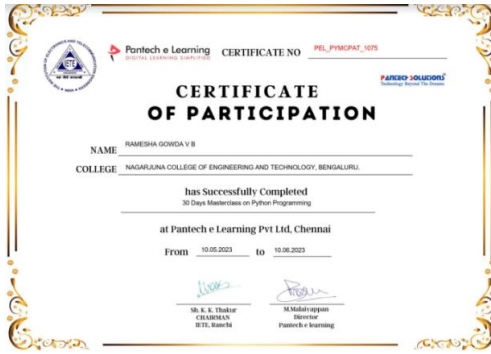 Pantech e Learning
DIGITAL LEARNING SIMPLIFIED
CERTIFICATE NO PEL_PYMCPAT_1075
IETE
PANTECH SOLUTIONS
Technology Beyond The Dreams
CERTIFICATE
OF PARTICIPATION
NAME RAMESHA GOWDA V B
COLLEGE NAGARJUNA COLLEGE OF ENGINEERING AND TECHNOLOGY, BENGALURU.
has Successfully Completed
30 Days Masterclass on Python Programming
at Pantech e Learning Pvt Ltd, Chennai
From 10.05.2023 to 10.06.2023
Sh. K. K. Thakur
CHAIRMAN
IETE, Ranchi
M.Malaiyappan
Director
Pantech e learning